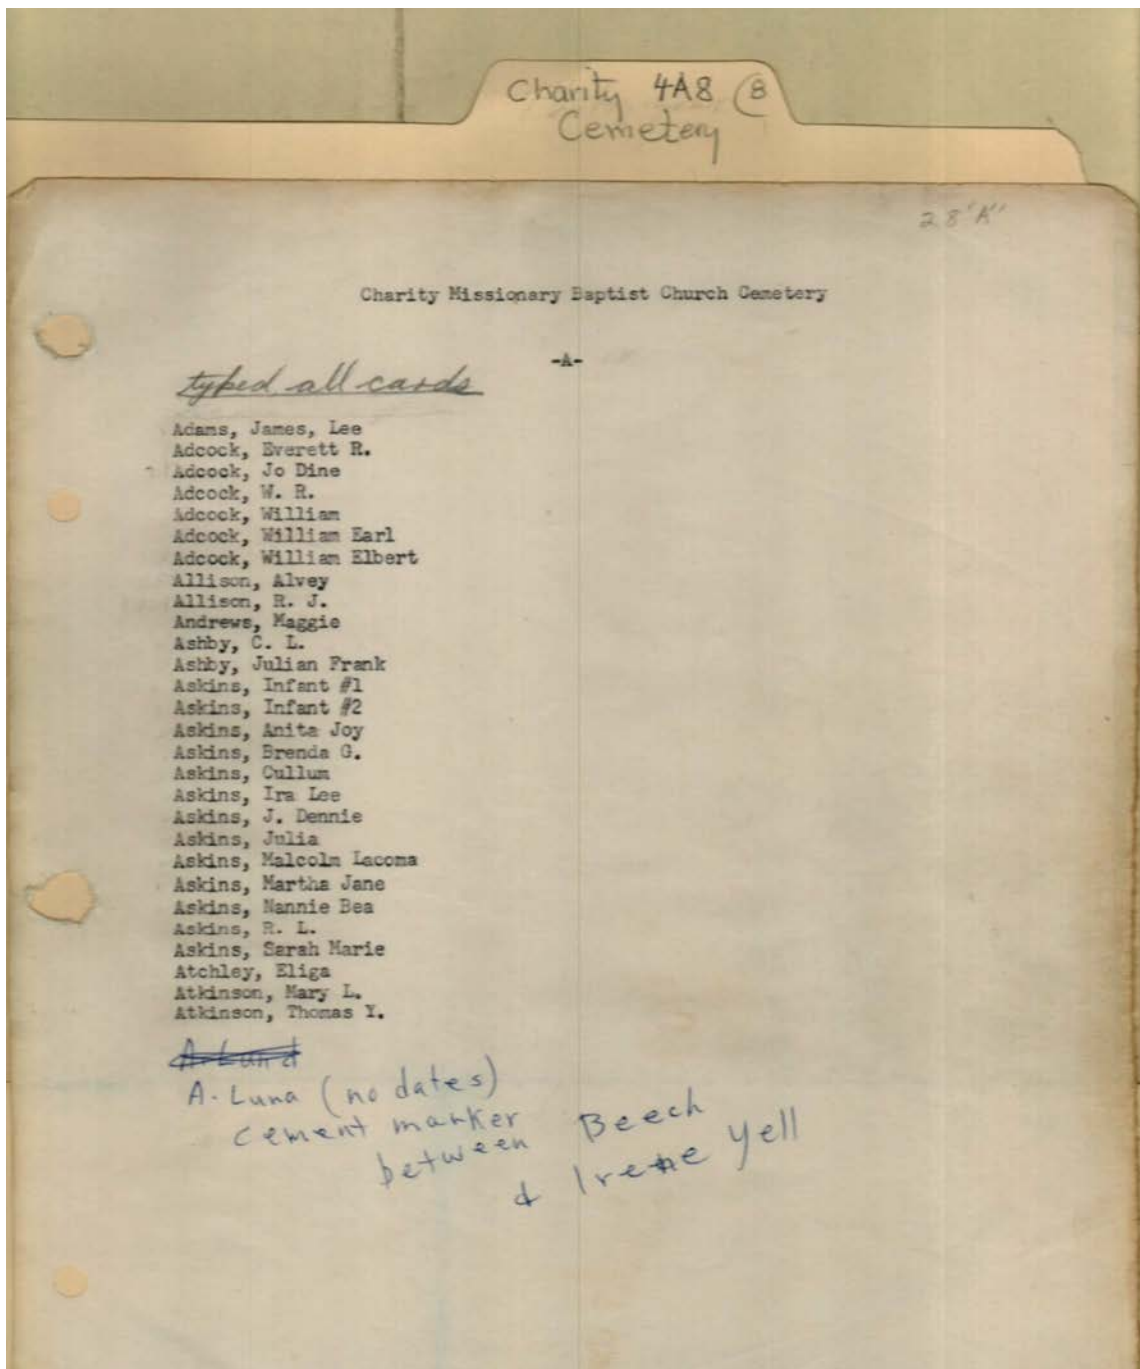 Charity 4A8 (8
Cemetery
28 "A"
Charity Missionary Baptist Church Cemetery
-A-
typed all cards
Adams, James, Lee
Adcock, Everett R.
Adcock, Jo Dine
Adcock, W. R.
Adcock, William
Adcock, William Earl
Adcock, William Elbert
Allison, Alvey
Allison, R. J.
Andrews, Maggie
Ashby, C. L.
Ashby, Julian Frank
Askins, Infant #1
Askins, Infant #2
Askins, Anita Joy
Askins, Brenda G.
Askins, Cullum
Askins, Ira Lee
Askins, J. Dennie
Askins, Julia
Askins, Malcolm Lacoma
Askins, Martha Jane
Askins, Nannie Bea
Askins, R. L.
Askins, Sarah Marie
Atchley, Eliga
Atkinson, Mary L.
Atkinson, Thomas Y.
A. Luna (no dates)
cement marker
between Beech
& Irene Yell